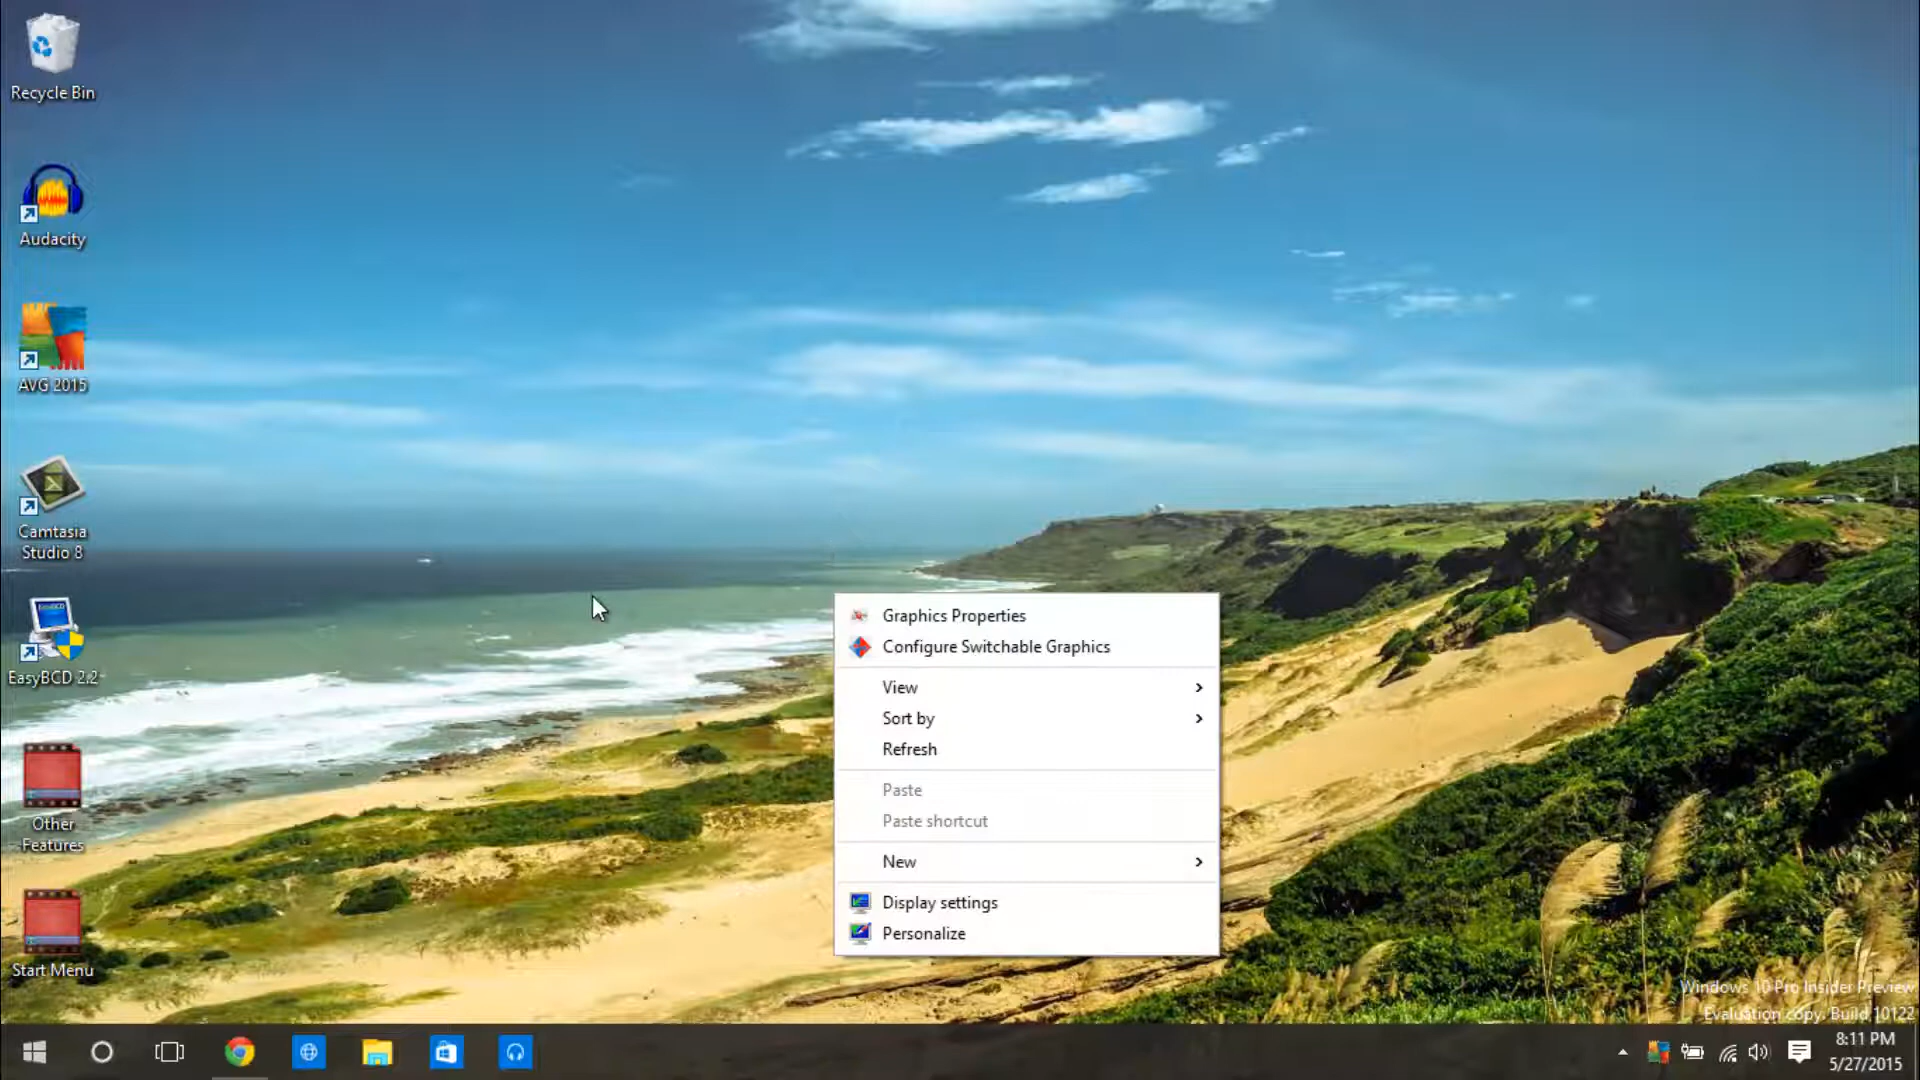 Recycle Bin
Audacity
AVG 2015
Camtasia
Studio 8
EasyBCD 2.2
Other
Features
Start Menu
Graphics Properties
Configure Switchable Graphics
View
Sort by
Refresh
Paste
Paste shortcut
New
Display settings
Personalize
Windows 10 Pro Insider Preview
Evaluation copy. Build 10122
8:11 PM
5/27/2015